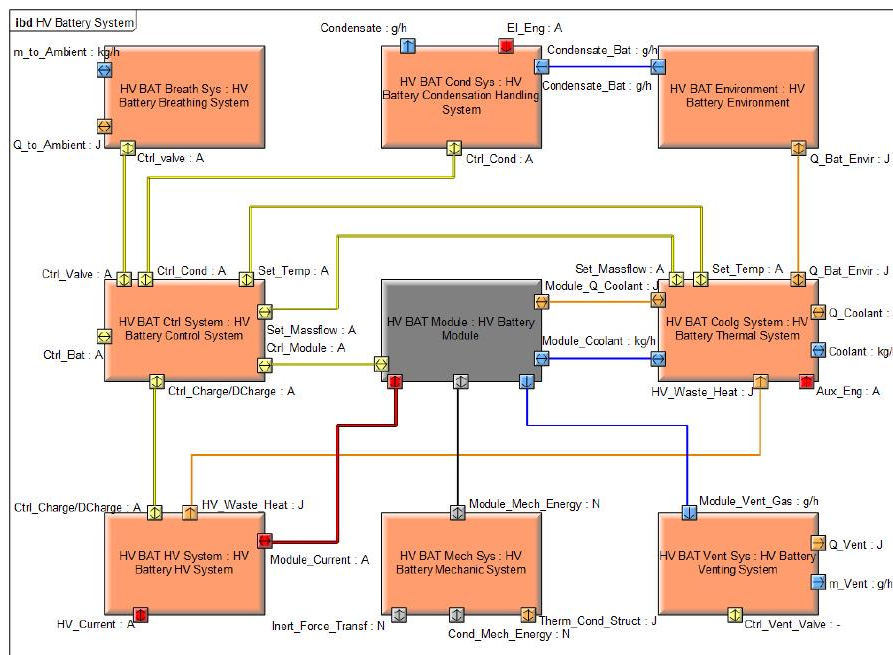 ibd HV Battery System
Condensate : g/h
El_Eng : A
m_to_Ambient : kg/h
Condensate_Bat : g/h
HV BAT Breath Sys : HV
Battery Breathing System
HV BAT Cond Sys : HV
Battery Condensation Handling
System
Condensate_Bat : g/h
HV BAT Environment : HV
Battery Environment
Q_to_Ambient : J
Ctrl_valve : A
Ctrl_Cond : A
Q_Bat_Envir : J
Ctrl_Valve : A
Ctrl_Cond : A
Set_Temp : A
Set_Massflow : A
Set_Temp : A
Q_Bat_Envir : J
Module_Q_Coolant : J
HV BAT Ctrl System : HV
Battery Control System
Set_Massflow : A
HV BAT Module : HV Battery
Module
HV BAT Coolg System : HV
Battery Thermal System
Q_Coolant :
Ctrl_Bat : A
Ctrl_Module : A
Module_Coolant : kg/h
Coolant : kg/
Ctrl_Charge/DCharge : A
HV_Waste_Heat : J
Aux_Eng : A
Ctrl_Charge/DCharge : A
HV_Waste_Heat : J
Module_Mech_Energy : N
Module_Vent_Gas : g/h
HV BAT HV System : HV
Battery HV System
Module_Current : A
HV BAT Mech Sys : HV
Battery Mechanic System
HV BAT Vent Sys : HV Battery
Venting System
Q_Vent : J
m_Vent : g/h
HV_Current : A
Inert_Force_Transf : N
Cond_Mech_Energy : N
Therm_Cond_Struct : J
Ctrl_Vent_Valve : -